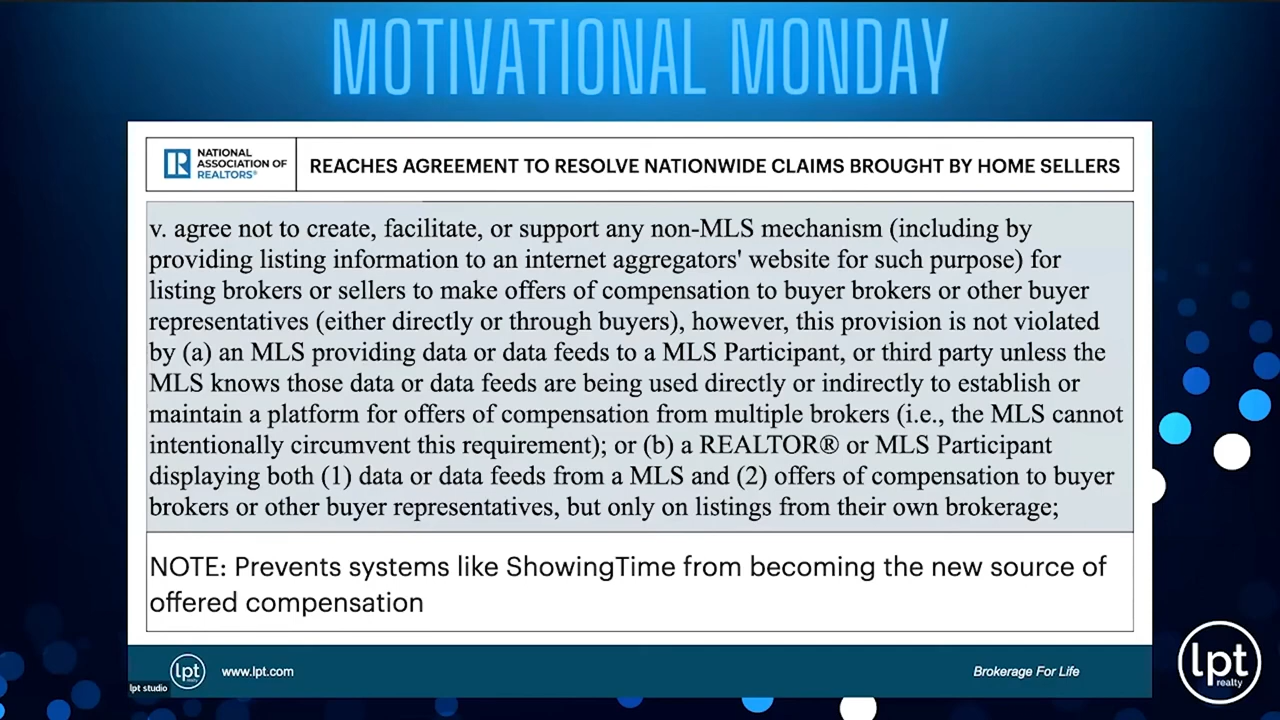 MOTIVATIONAL MONDAY
NATIONAL
ASSOCIATION OF
REALTORS®
REACHES AGREEMENT TO RESOLVE NATIONWIDE CLAIMS BROUGHT BY HOME SELLERS
v. agree not to create, facilitate, or support any non-MLS mechanism (including by
providing listing information to an internet aggregators' website for such purpose) for
listing brokers or sellers to make offers of compensation to buyer brokers or other buyer
representatives (either directly or through buyers), however, this provision is not violated
by (a) an MLS providing data or data feeds to a MLS Participant, or third party unless the
MLS knows those data or data feeds are being used directly or indirectly to establish or
maintain a platform for offers of compensation from multiple brokers (i.e., the MLS cannot
intentionally circumvent this requirement); or (b) a REALTOR® or MLS Participant
displaying both (1) data or data feeds from a MLS and (2) offers of compensation to buyer
brokers or other buyer representatives, but only on listings from their own brokerage;
NOTE: Prevents systems like ShowingTime from becoming the new source of
offered compensation
lpt
www.lpt.com
Brokerage For Life
lpt studio
lpt
realty